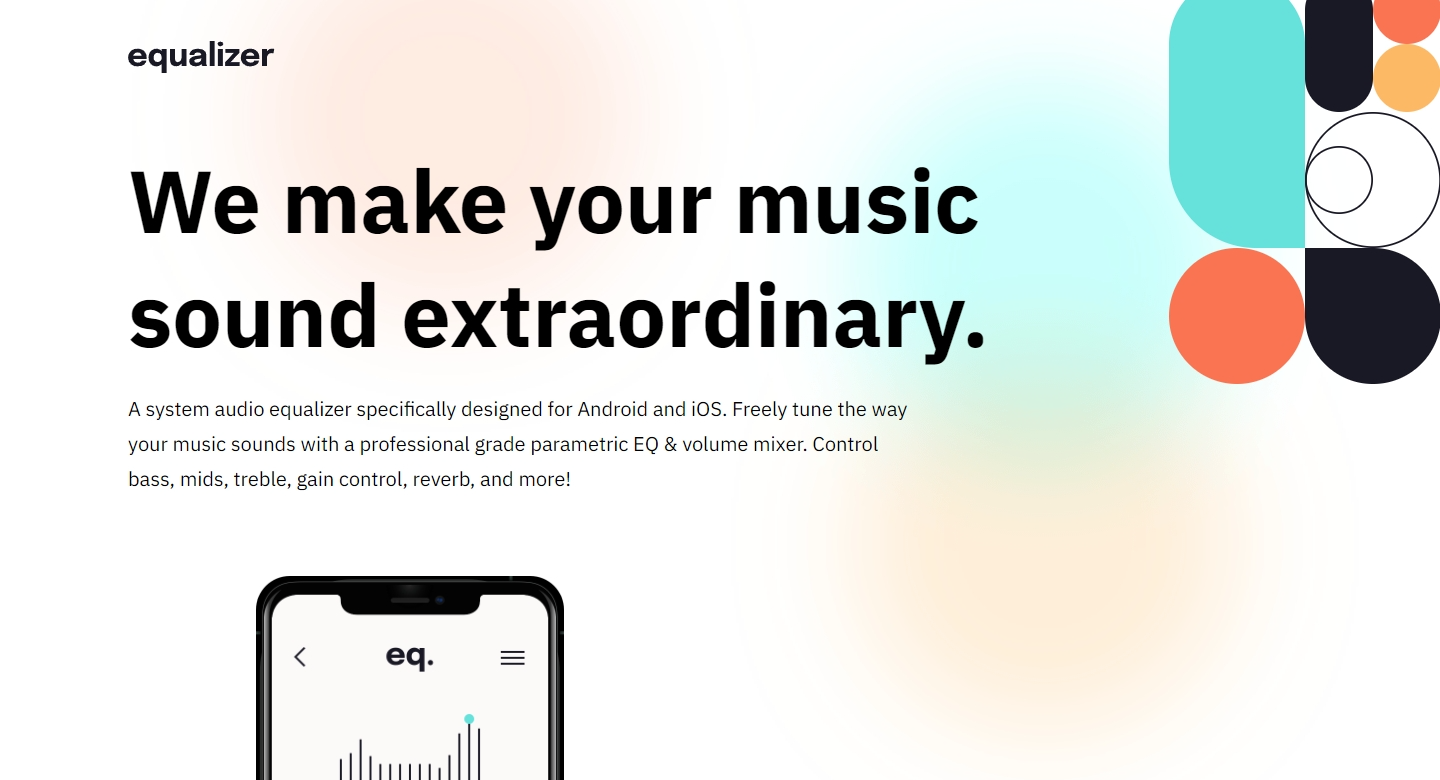 equalizer
We make your music
sound extraordinary.
A system audio equalizer specifically designed for Android and iOS. Freely tune the way
your music sounds with a professional grade parametric EQ & volume mixer. Control
bass, mids, treble, gain control, reverb, and more!
eq.